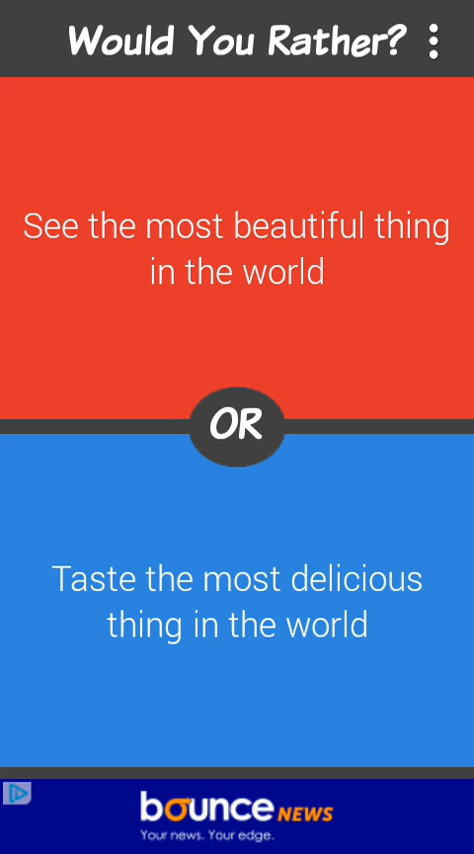 Would You Rather?
See the most beautiful thing
in the world
OR
Taste the most delicious
thing in the world
bounce NEWS
Your news. Your edge.